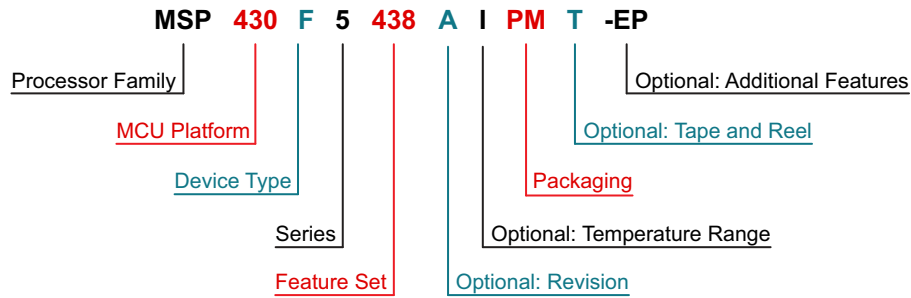 MSP 430 F 5 438 A I PM T -EP
Processor Family
Optional: Additional Features
MCU Platform
Optional: Tape and Reel
Device Type
Packaging
Series
Optional: Temperature Range
Feature Set
Optional: Revision